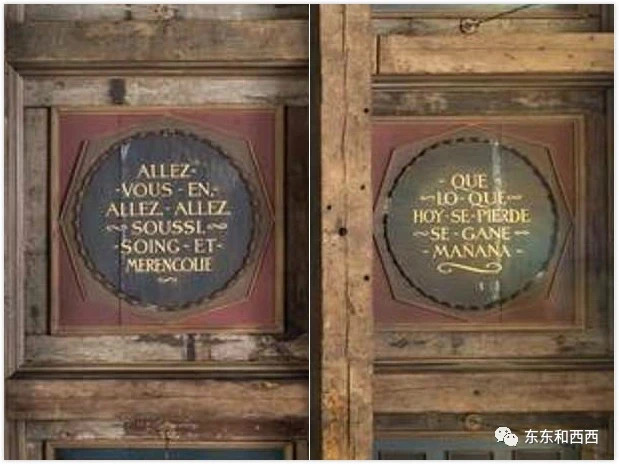 ALLEZ-
-VOUS-EN,-
ALLEZ,-ALLEZ,
SOUSSI,
-SOING-ET-
MERENCOLIE
-QUE-
LO-QUE
HOY-SE-PIERDE
SE-GANE
-MAÑANA-
东东和西西